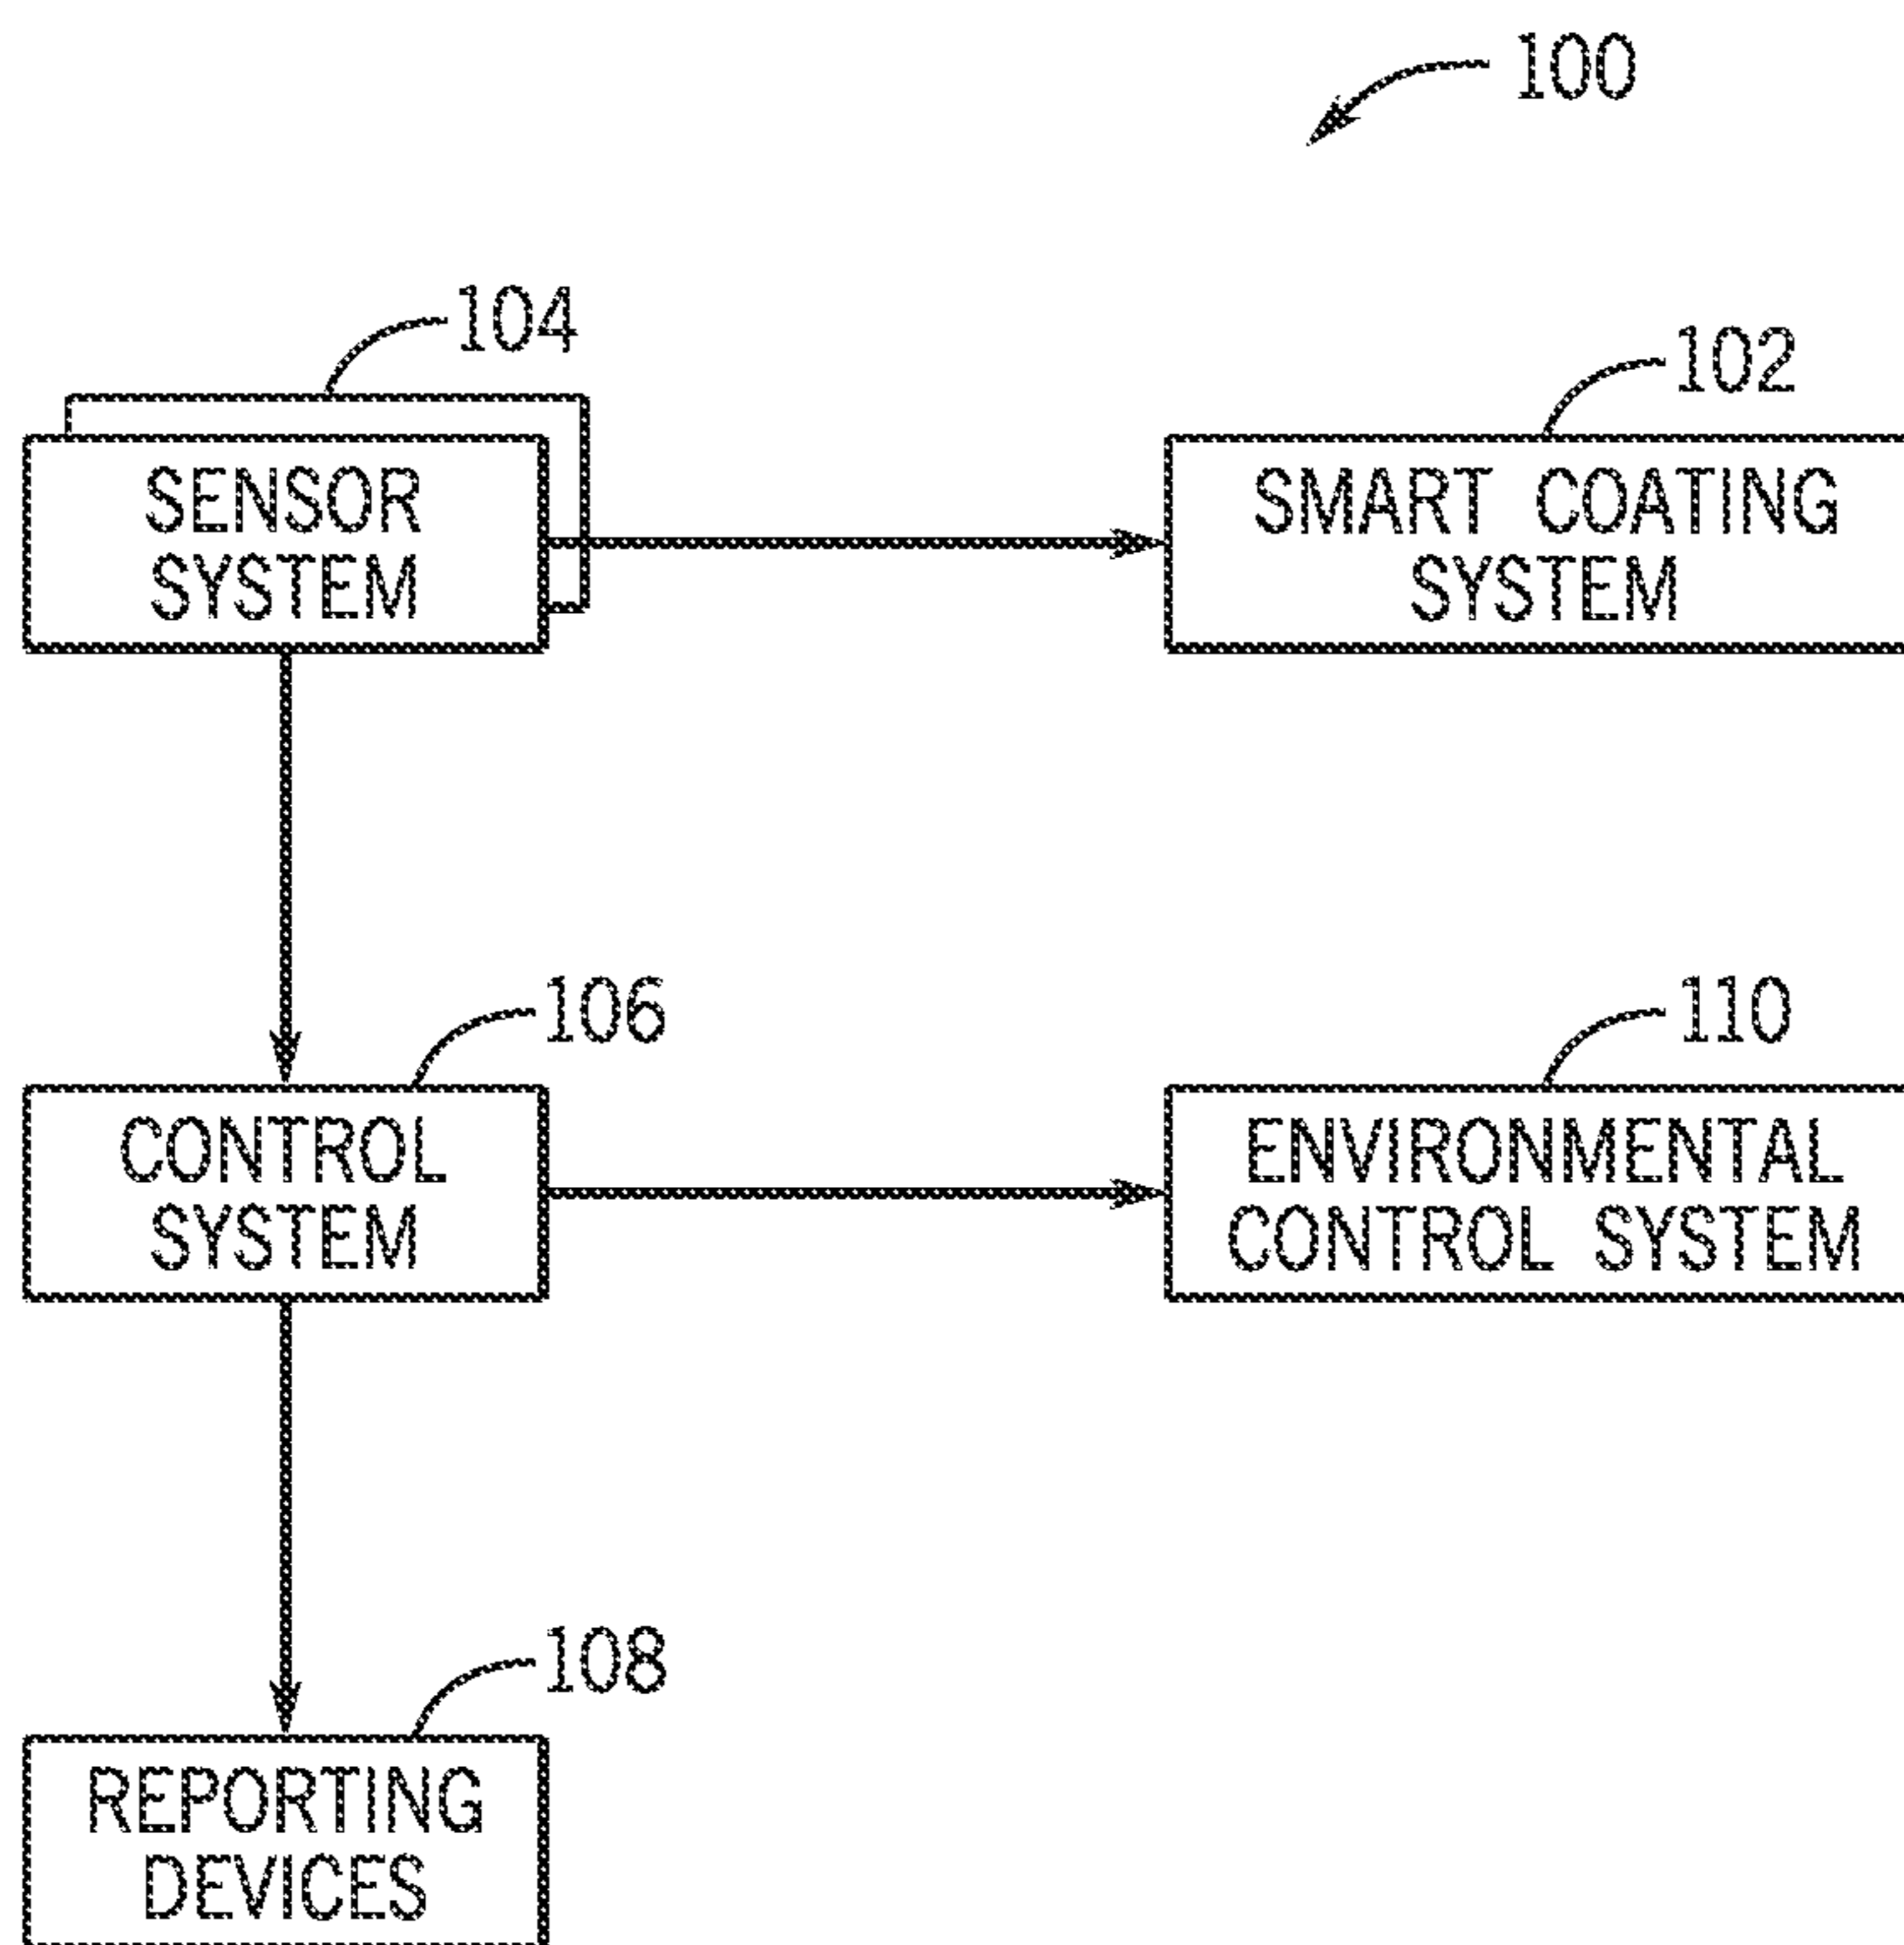 100
104
102
SENSOR
SYSTEM
SMART COATING
SYSTEM
106
110
CONTROL
SYSTEM
ENVIRONMENTAL
CONTROL SYSTEM
108
REPORTING
DEVICES